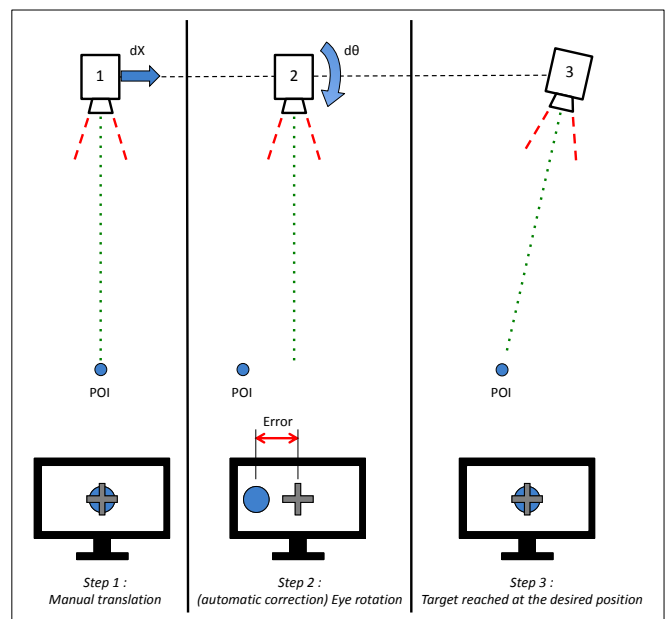 dX
1
POI
Step 1 :
Manual translation
dθ
2
POI
Error
Step 2 :
(automatic correction) Eye rotation
3
POI
Step 3 :
Target reached at the desired position